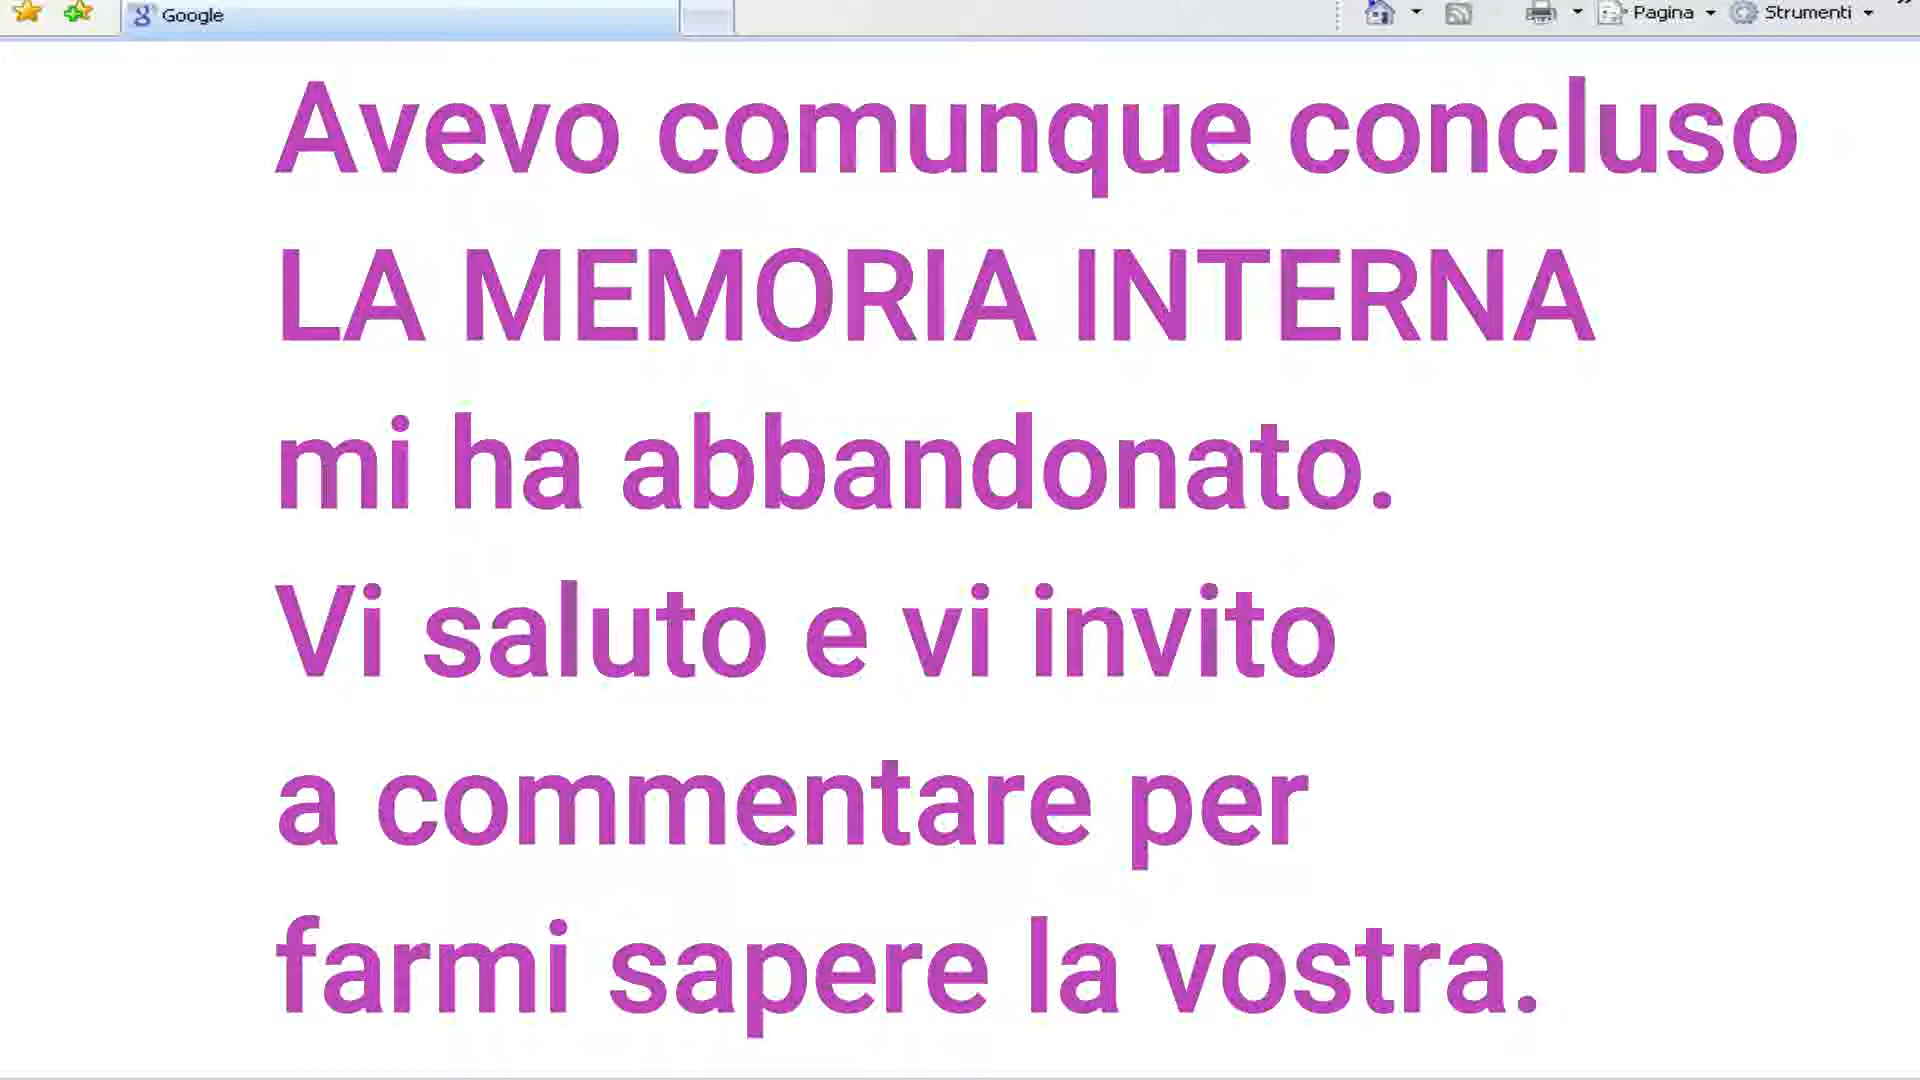 Google Pagina Strumenti
Avevo comunque concluso
LA MEMORIA INTERNA
mi ha abbandonato.
Vi saluto e vi invito
a commentare per
farmi sapere la vostra.